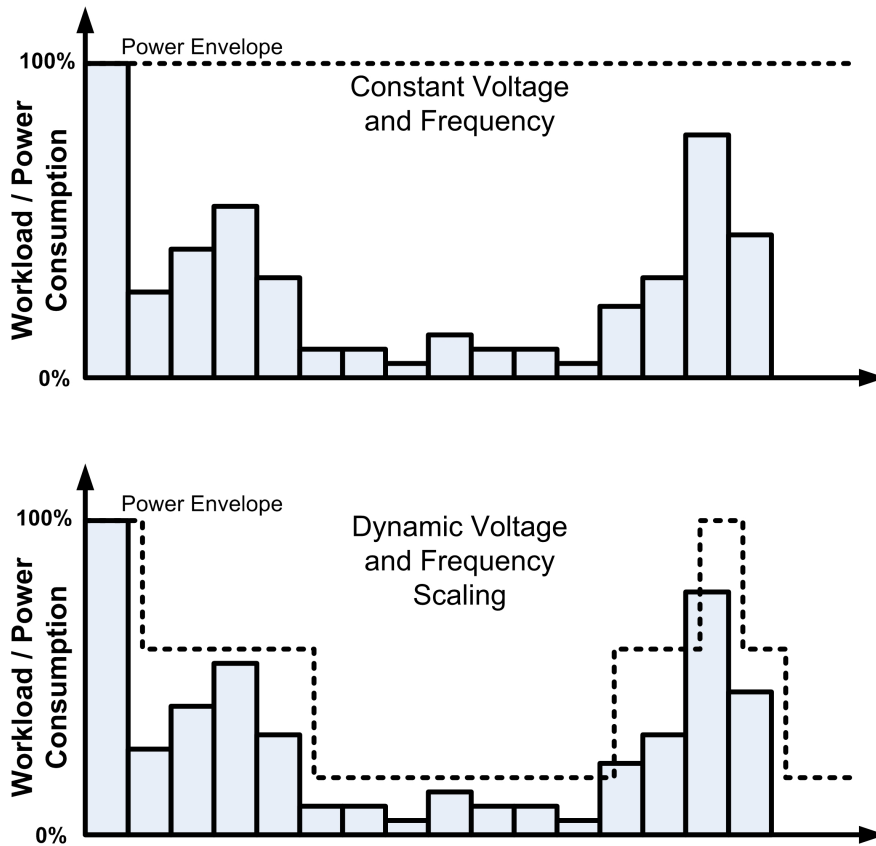 Power Envelope
100%
Constant Voltage
and Frequency
Workload / Power
Consumption
0%
Power Envelope
100%
Dynamic Voltage
and Frequency
Scaling
Workload / Power
Consumption
0%